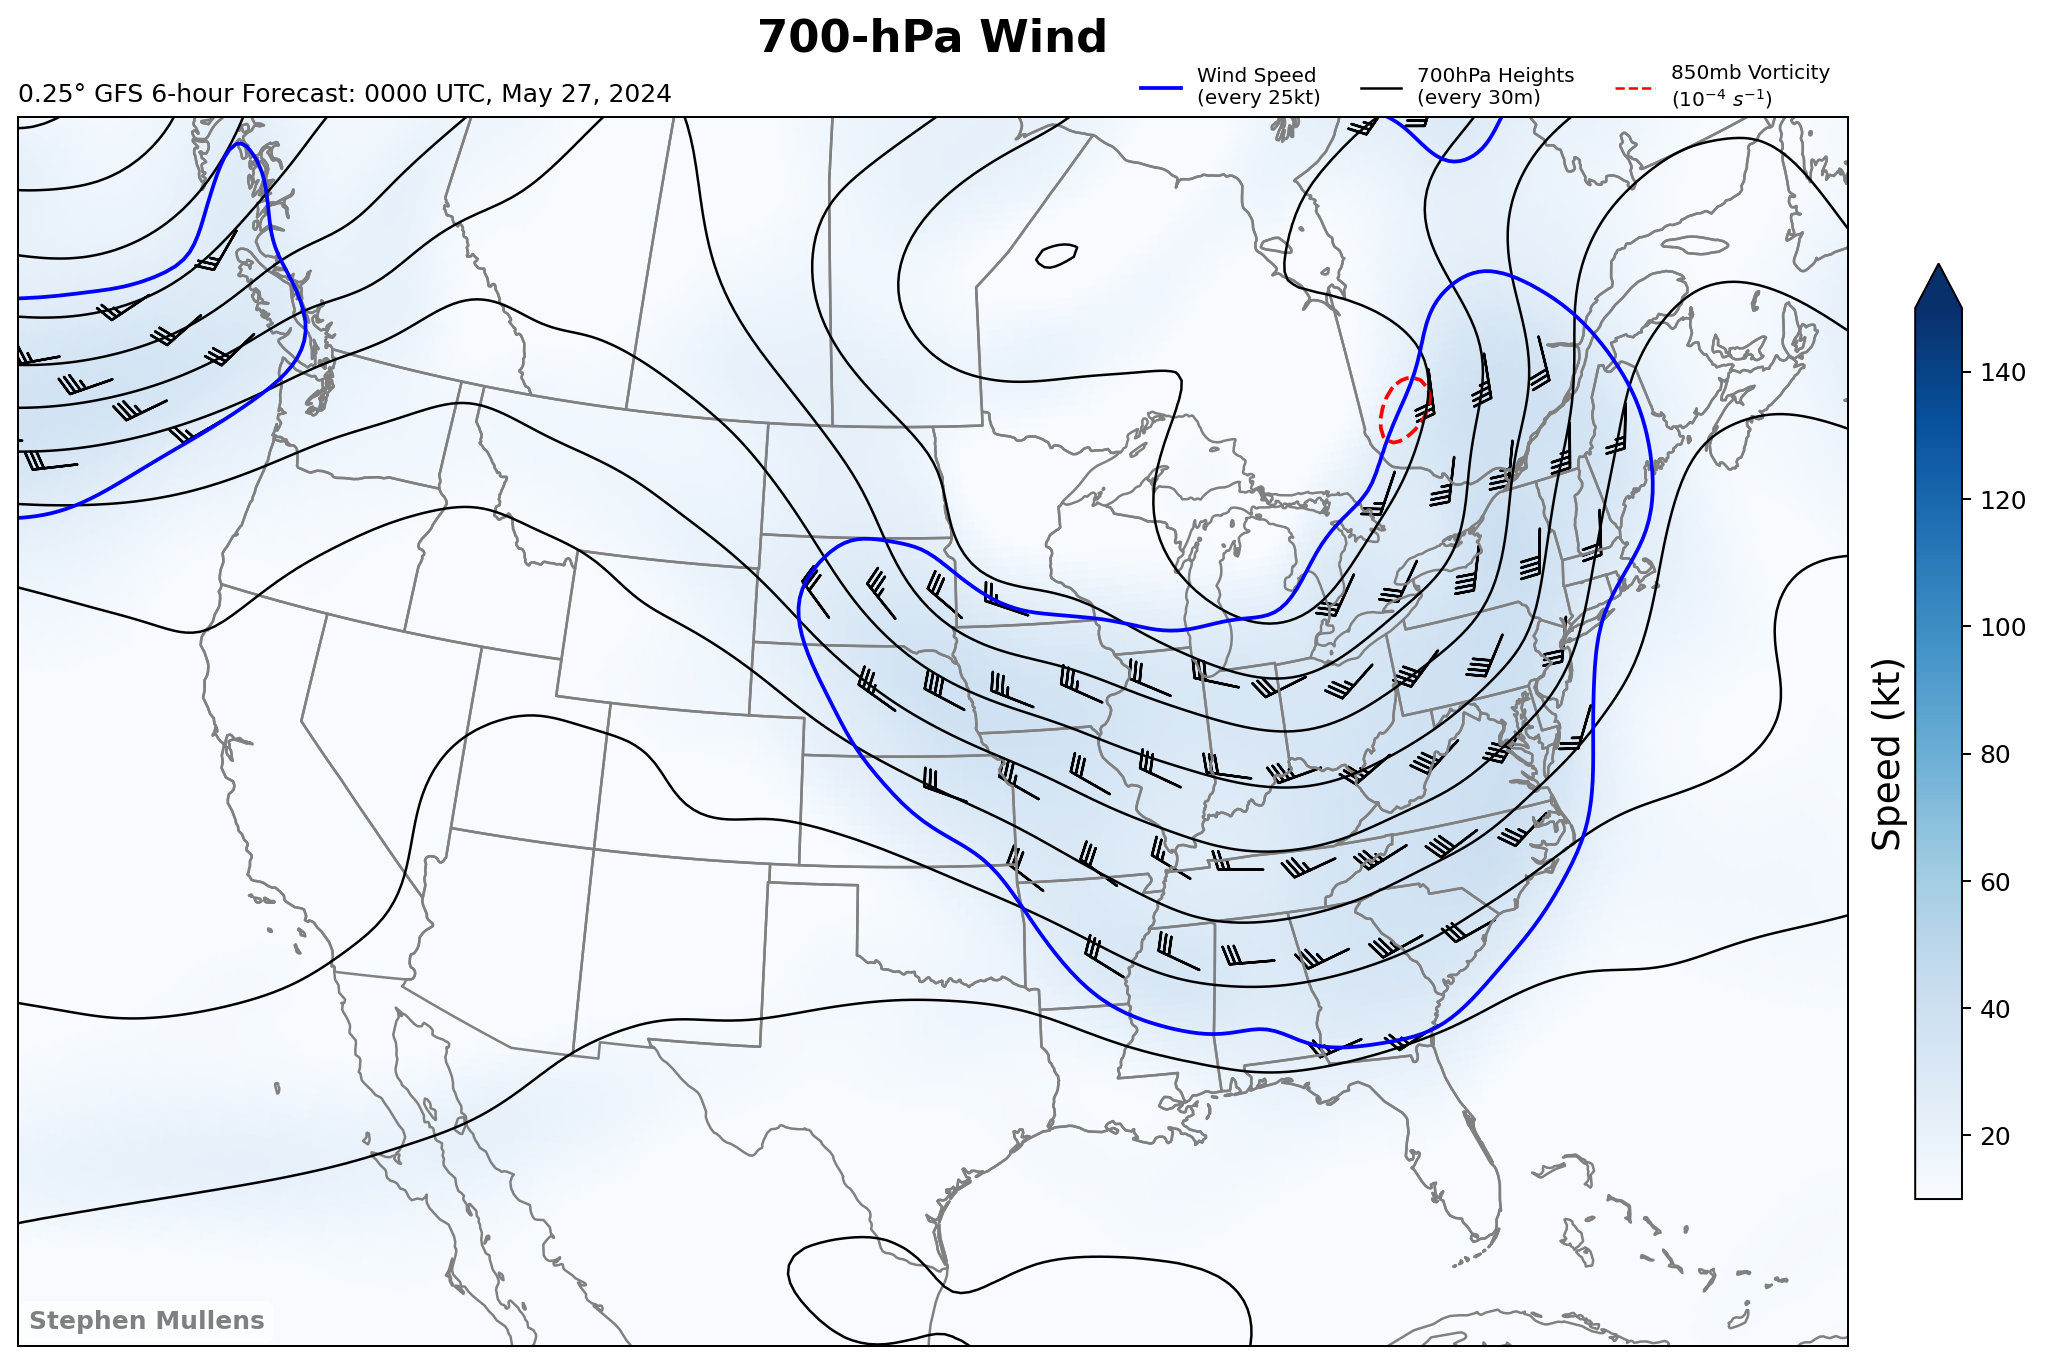 700-hPa Wind
0.25° GFS 6-hour Forecast: 0000 UTC, May 27, 2024
Wind Speed
(every 25kt)
700hPa Heights
(every 30m)
850mb Vorticity
(10⁻⁴ s⁻¹)
140
120
100
80
60
40
20
Speed (kt)
Stephen Mullens